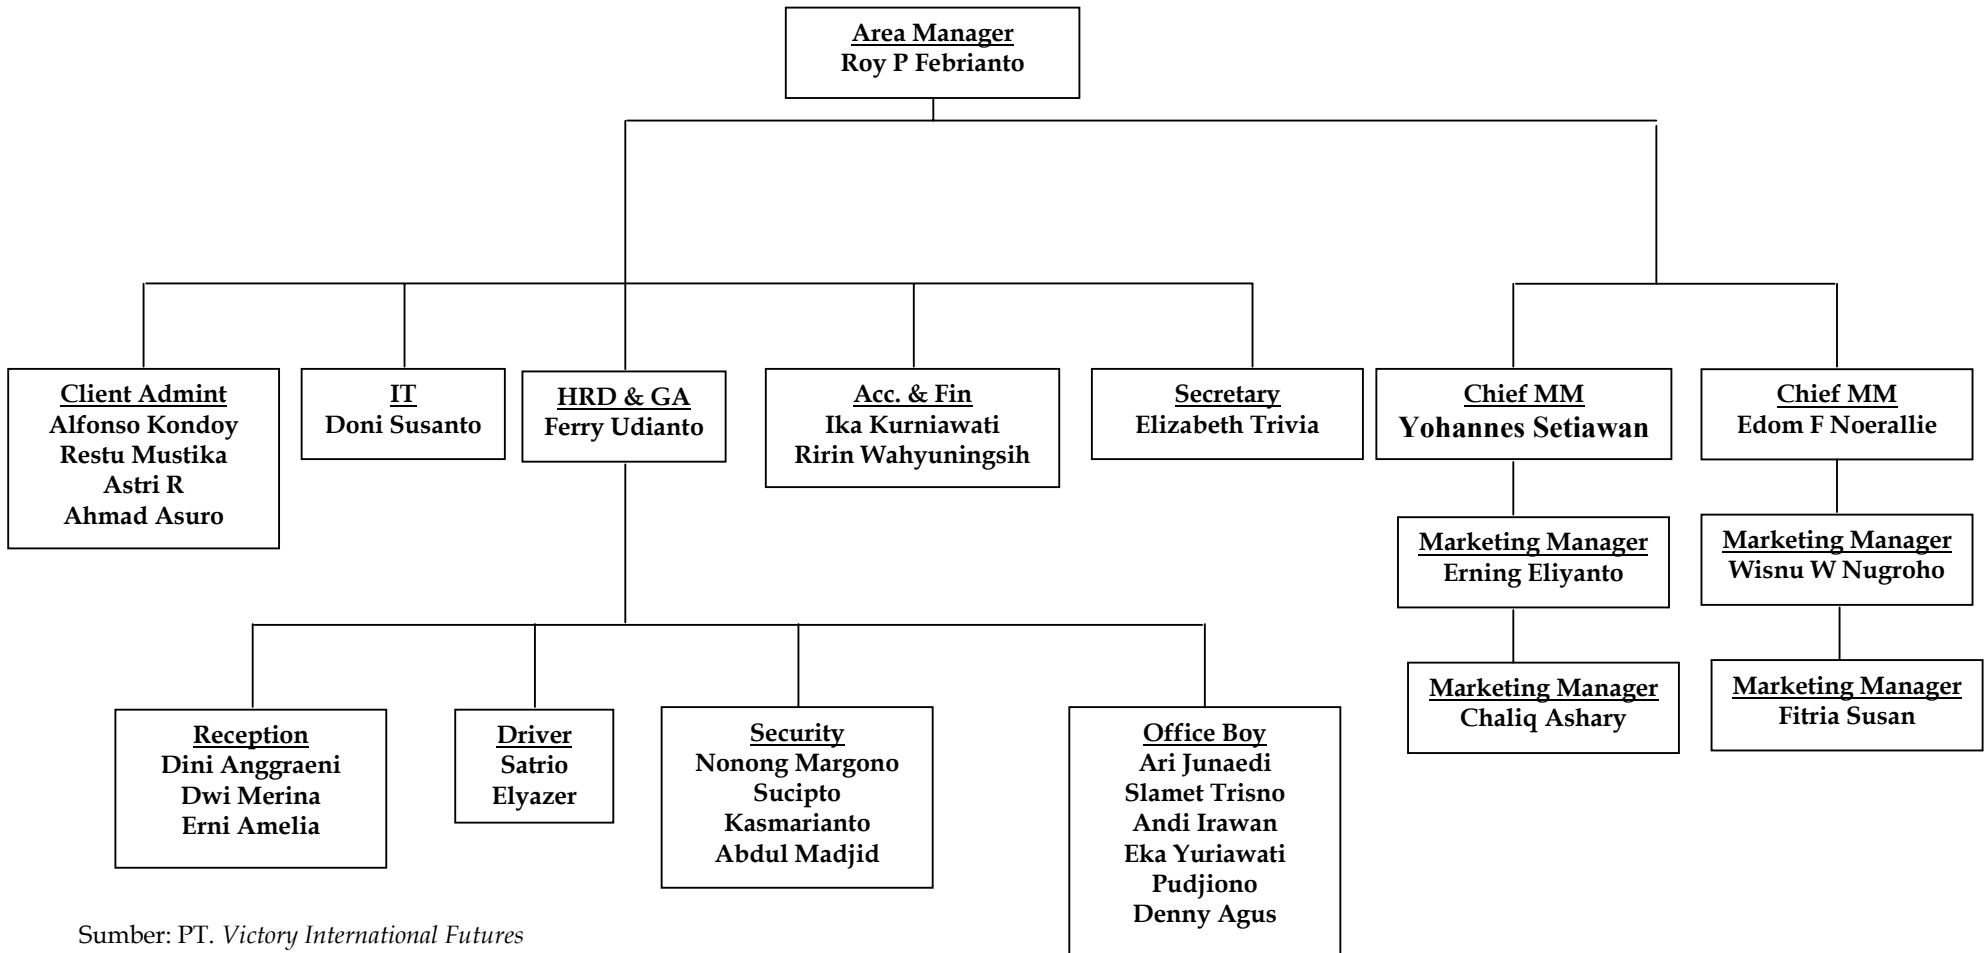 Area Manager
Roy P Febrianto
Client Admint
Alfonso Kondoy
Restu Mustika
Astri R
Ahmad Asuro
IT
Doni Susanto
HRD & GA
Ferry Udianto
Acc. & Fin
Ika Kurniawati
Ririn Wahyuningsih
Secretary
Elizabeth Trivia
Chief MM
Yohannes Setiawan
Chief MM
Edom F Noerallie
Marketing Manager
Erning Eliyanto
Marketing Manager
Wisnu W Nugroho
Marketing Manager
Chaliq Ashary
Marketing Manager
Fitria Susan
Reception
Dini Anggraeni
Dwi Merina
Erni Amelia
Driver
Satrio
Elyazer
Security
Nonong Margono
Sucipto
Kasmarianto
Abdul Madjid
Office Boy
Ari Junaedi
Slamet Trisno
Andi Irawan
Eka Yuriawati
Pudjiono
Denny Agus
Sumber: PT. Victory International Futures